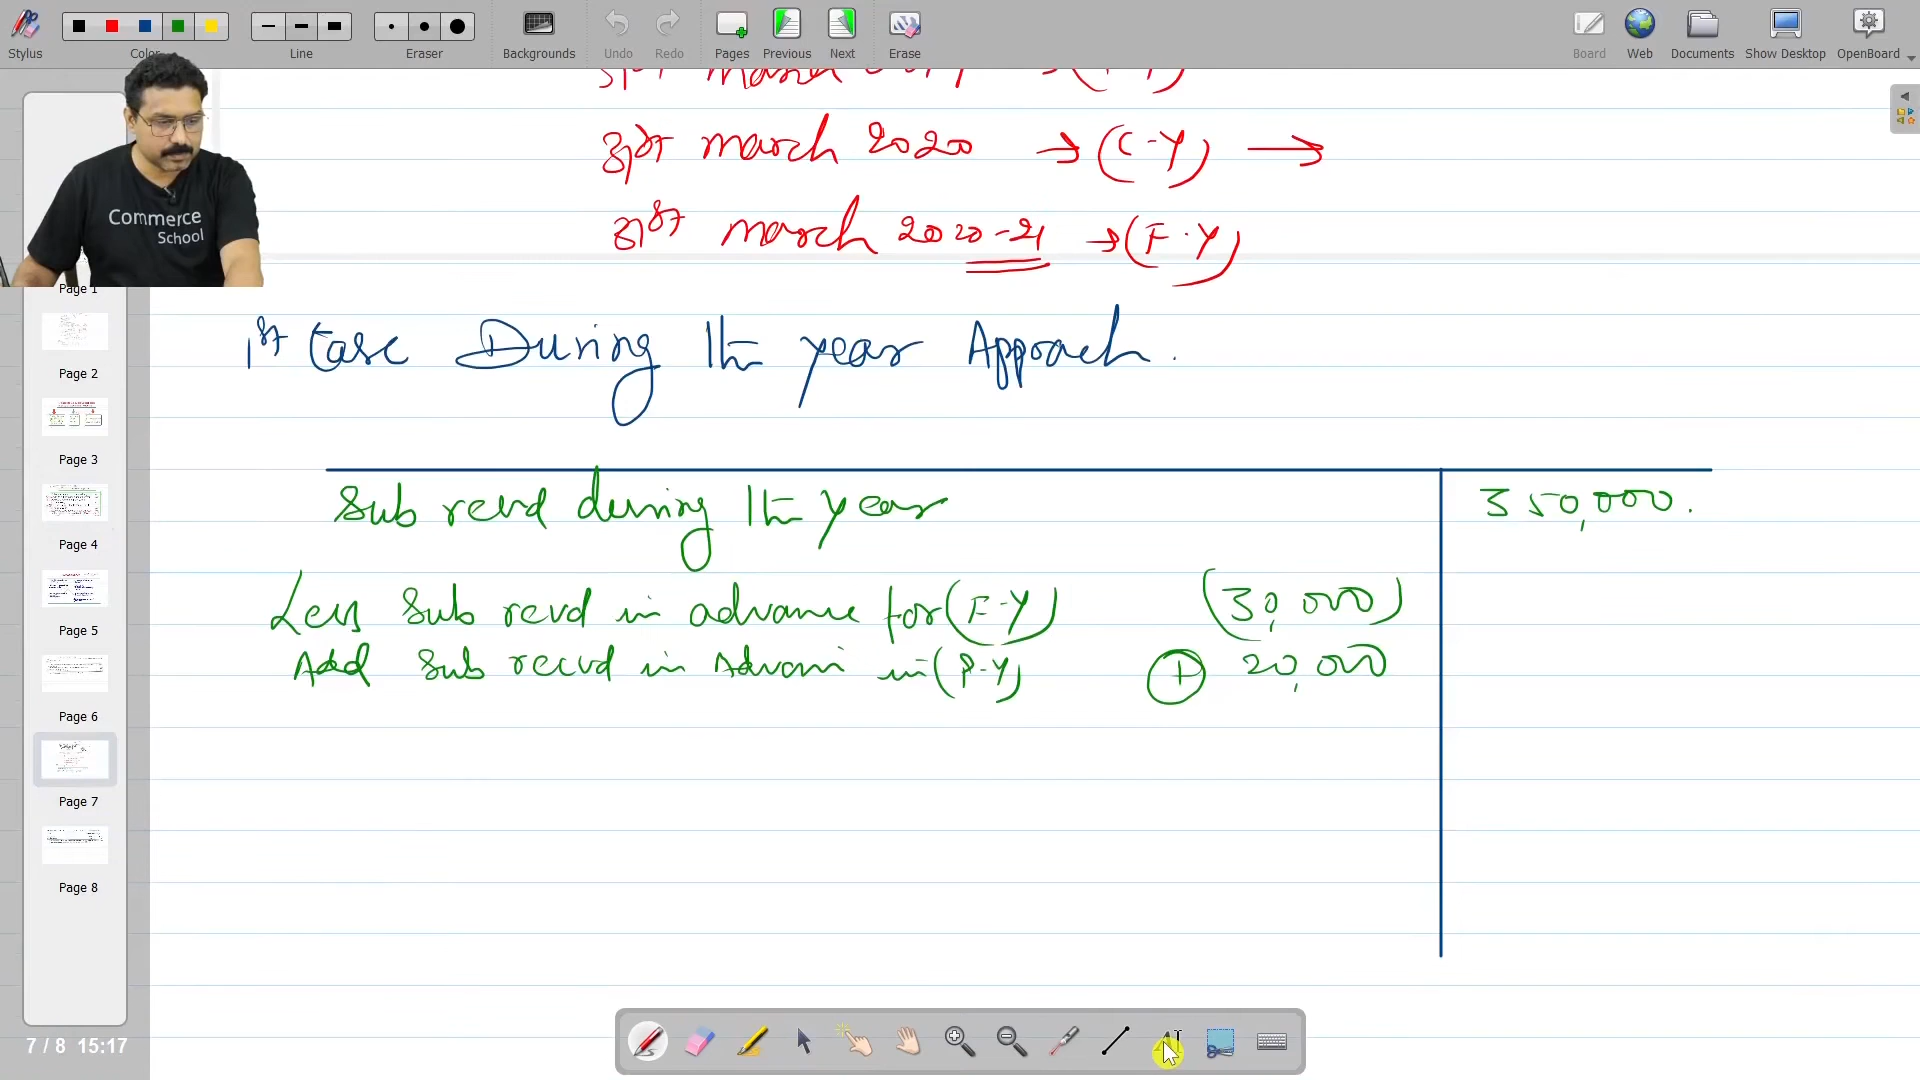 Stylus
Color
Line
Eraser
Backgrounds
Undo
Redo
Pages
Previous
Next
Erase
Board
Web
Documents
Show Desktop
OpenBoard
Commerce
School
31st march 2020 → (C-Y) →
31st march 2020-21 → (F.Y)
1st Case During the year Approach.
Sub recvd during the year 350,000.
Less Sub recvd in advance for (F-Y) (30,000)
Add Sub recvd in Advance in (P-Y) + 20,000
Page 1
Page 2
Page 3
Page 4
Page 5
Page 6
Page 7
Page 8
7 / 8 15:17